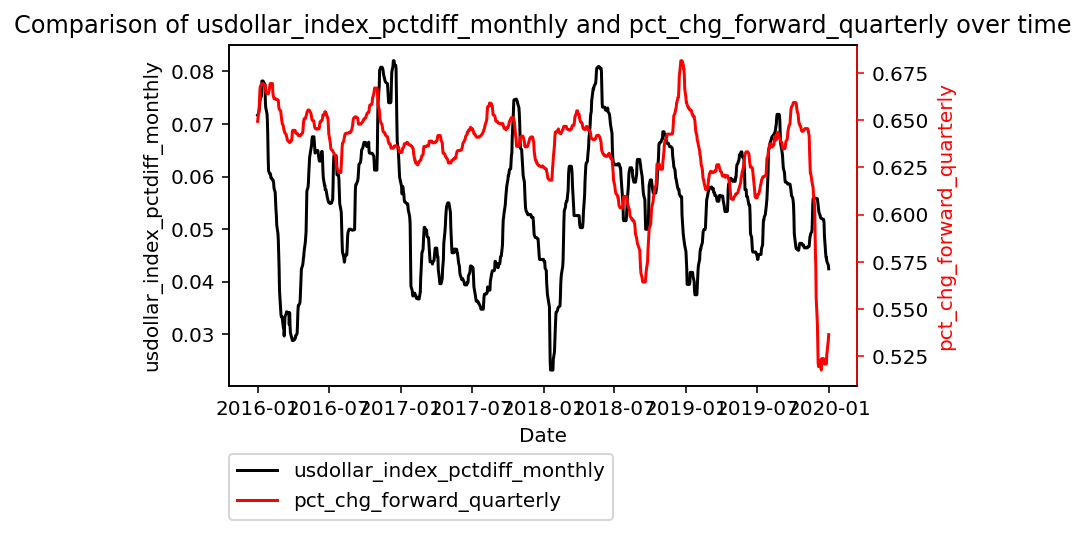 Comparison of usdollar_index_pctdiff_monthly and pct_chg_forward_quarterly over time
usdollar_index_pctdiff_monthly
0.08
0.07
0.06
0.05
0.04
0.03
0.675
0.650
0.625
0.600
0.575
0.550
0.525
pct_chg_forward_quarterly
2016-01 2016-07 2017-01 2017-07 2018-01 2018-07 2019-01 2019-07 2020-01
Date
usdollar_index_pctdiff_monthly
pct_chg_forward_quarterly